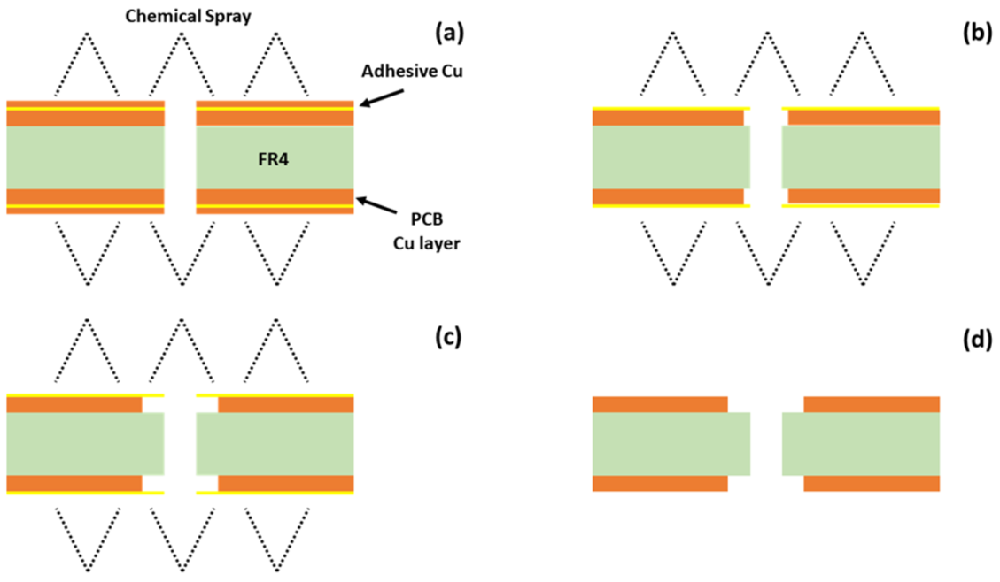 Chemical Spray
(a)
Adhesive Cu
FR4
PCB
Cu layer
(b)
(c)
(d)